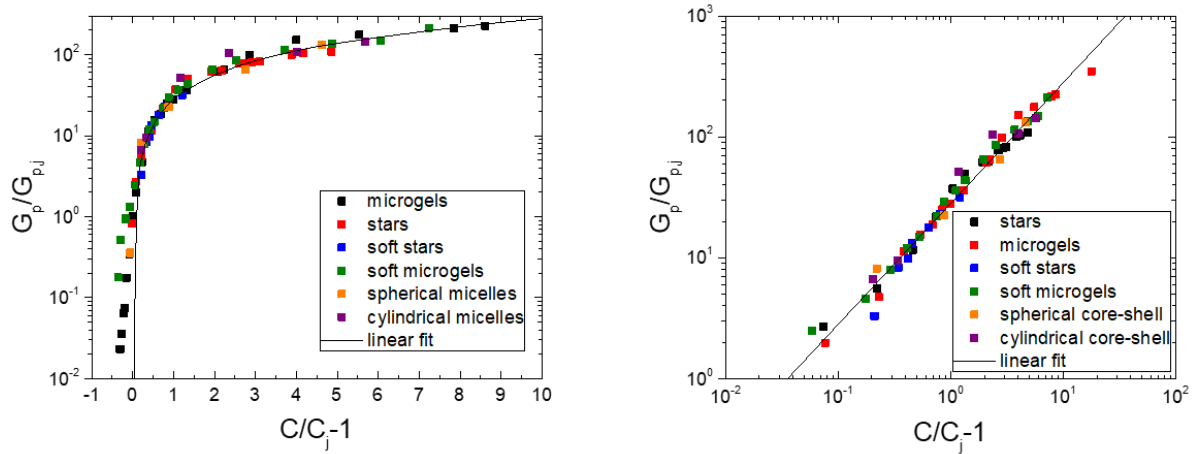 G_p/G_p,j
10^2
10^1
10^0
10^-1
10^-2
-1 0 1 2 3 4 5 6 7 8 9 10
C/C_j-1
microgels
stars
soft stars
soft microgels
spherical micelles
cylindrical micelles
linear fit
G_p/G_p,j
10^3
10^2
10^1
10^0
10^-2 10^-1 10^0 10^1 10^2
C/C_j-1
stars
microgels
soft stars
soft microgels
spherical core-shell
cylindrical core-shell
linear fit